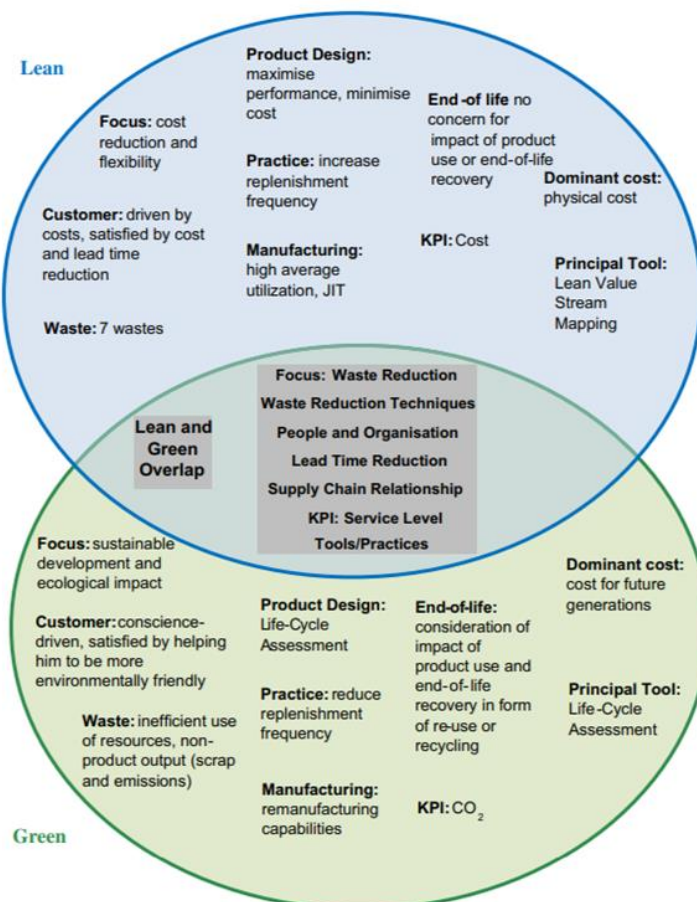 Lean
Focus: cost
reduction and
flexibility
Customer: driven by
costs, satisfied by cost
and lead time
reduction
Waste: 7 wastes
Product Design:
maximise
performance, minimise
cost
Practice: increase
replenishment
frequency
Manufacturing:
high average
utilization, JIT
End-of life no
concern for
impact of product
use or end-of-life
recovery
KPI: Cost
Dominant cost:
physical cost
Principal Tool:
Lean Value
Stream
Mapping
Lean and
Green
Overlap
Focus: Waste Reduction
Waste Reduction Techniques
People and Organisation
Lead Time Reduction
Supply Chain Relationship
KPI: Service Level
Tools/Practices
Focus: sustainable
development and
ecological impact
Customer: conscience-
driven, satisfied by helping
him to be more
environmentally friendly
Waste: inefficient use
of resources, non-
product output (scrap
and emissions)
Product Design:
Life-Cycle
Assessment
Practice: reduce
replenishment
frequency
Manufacturing:
remanufacturing
capabilities
End-of-life:
consideration of
impact of
product use and
end-of-life
recovery in form
of re-use or
recycling
KPI: CO2
Dominant cost:
cost for future
generations
Principal Tool:
Life-Cycle
Assessment
Green